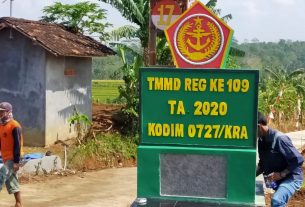 17
TMMD REG KE 109
TA 2020
KODIM 0727/KRA